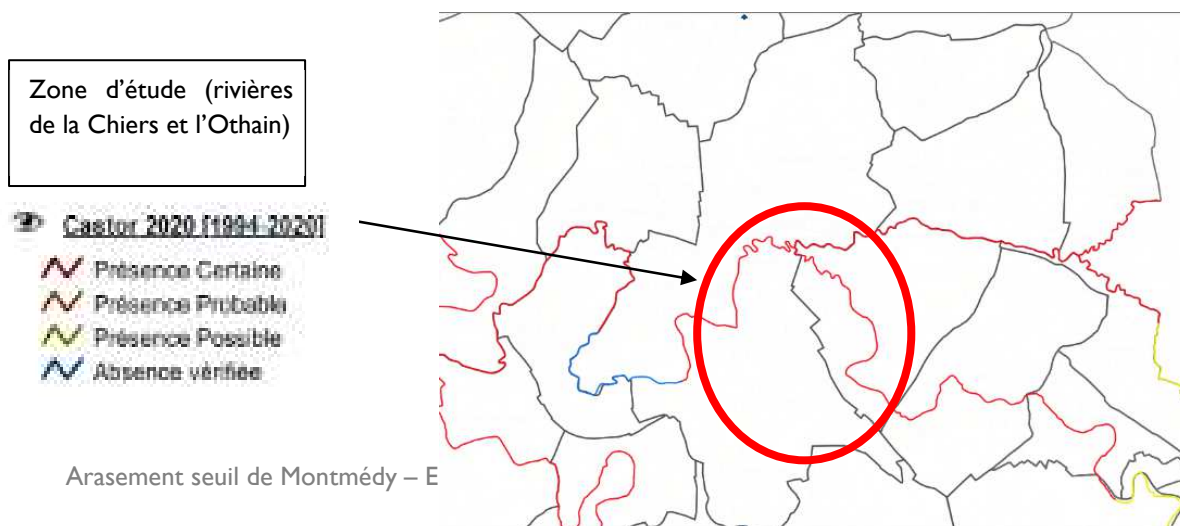 Zone d'étude (rivières
de la Chiers et l'Othain)
Castor 2020 [1994-2020]
Présence Certaine
Présence Probable
Présence Possible
Absence vérifiée
Arasement seuil de Montmédy – E